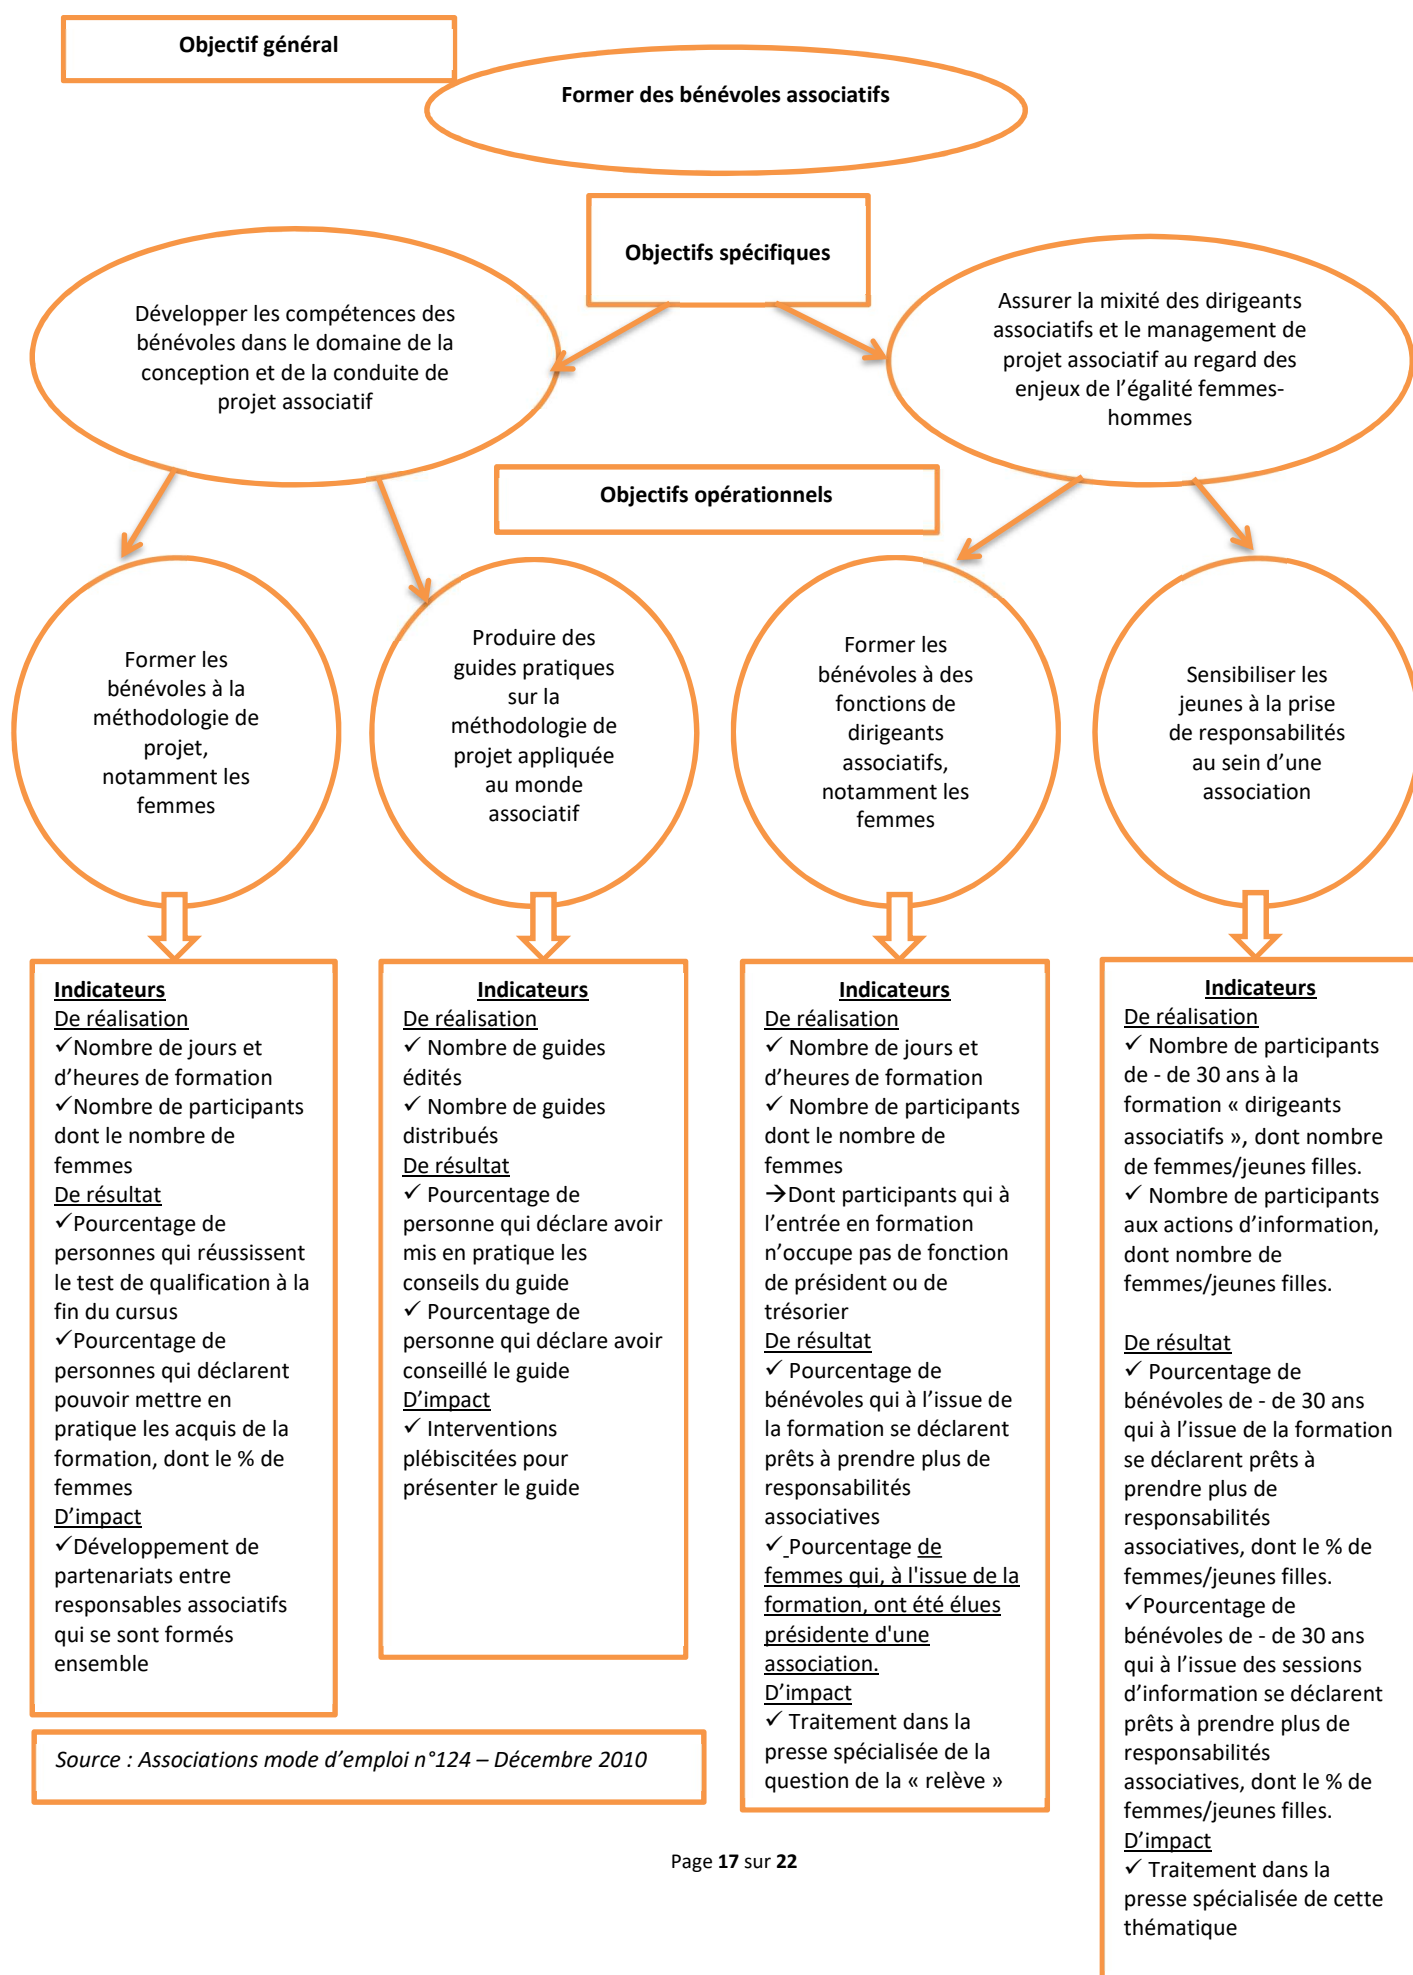 Objectif général
Former des bénévoles associatifs
Objectifs spécifiques
Développer les compétences des
bénévoles dans le domaine de la
conception et de la conduite de
projet associatif
Assurer la mixité des dirigeants
associatifs et le management de
projet associatif au regard des
enjeux de l’égalité femmes-
hommes
Objectifs opérationnels
Former les
bénévoles à la
méthodologie de
projet,
notamment les
femmes
Produire des
guides pratiques
sur la
méthodologie de
projet appliquée
au monde
associatif
Former les
bénévoles à des
fonctions de
dirigeants
associatifs,
notamment les
femmes
Sensibiliser les
jeunes à la prise
de responsabilités
au sein d’une
association
Indicateurs
De réalisation
✓Nombre de jours et
d’heures de formation
✓Nombre de participants
dont le nombre de
femmes
De résultat
✓Pourcentage de
personnes qui réussissent
le test de qualification à la
fin du cursus
✓Pourcentage de
personnes qui déclarent
pouvoir mettre en
pratique les acquis de la
formation, dont le % de
femmes
D’impact
✓Développement de
partenariats entre
responsables associatifs
qui se sont formés
ensemble
Indicateurs
De réalisation
✓ Nombre de guides
édités
✓ Nombre de guides
distribués
De résultat
✓ Pourcentage de
personne qui déclare avoir
mis en pratique les
conseils du guide
✓ Pourcentage de
personne qui déclare avoir
conseillé le guide
D’impact
✓ Interventions
plébiscitées pour
présenter le guide
Indicateurs
De réalisation
✓ Nombre de jours et
d’heures de formation
✓ Nombre de participants
dont le nombre de
femmes
→Dont participants qui à
l’entrée en formation
n’occupe pas de fonction
de président ou de
trésorier
De résultat
✓ Pourcentage de
bénévoles qui à l’issue de
la formation se déclarent
prêts à prendre plus de
responsabilités
associatives
✓ Pourcentage de
femmes qui, à l'issue de la
formation, ont été élues
présidente d'une
association.
D’impact
✓ Traitement dans la
presse spécialisée de la
question de la « relève »
Indicateurs
De réalisation
✓ Nombre de participants
de - de 30 ans à la
formation « dirigeants
associatifs », dont nombre
de femmes/jeunes filles.
✓ Nombre de participants
aux actions d’information,
dont nombre de
femmes/jeunes filles.
De résultat
✓ Pourcentage de
bénévoles de - de 30 ans
qui à l’issue de la formation
se déclarent prêts à
prendre plus de
responsabilités
associatives, dont le % de
femmes/jeunes filles.
✓Pourcentage de
bénévoles de - de 30 ans
qui à l’issue des sessions
d’information se déclarent
prêts à prendre plus de
responsabilités
associatives, dont le % de
femmes/jeunes filles.
D’impact
✓ Traitement dans la
presse spécialisée de cette
thématique
Source : Associations mode d’emploi n°124 – Décembre 2010
Page 17 sur 22